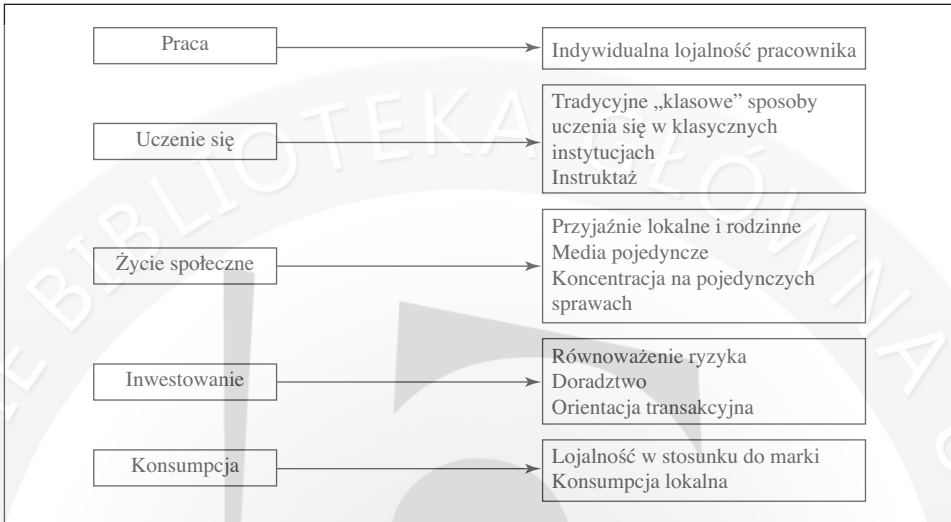 Praca
Indywidualna lojalność pracownika
Uczenie się
Tradycyjne „klasowe” sposoby
uczenia się w klasycznych
instytucjach
Instruktaż
Życie społeczne
Przyjaźnie lokalne i rodzinne
Media pojedyncze
Koncentracja na pojedynczych
sprawach
Inwestowanie
Równoważenie ryzyka
Doradztwo
Orientacja transakcyjna
Konsumpcja
Lojalność w stosunku do marki
Konsumpcja lokalna
BIBLIOTEKA GŁÓWNA